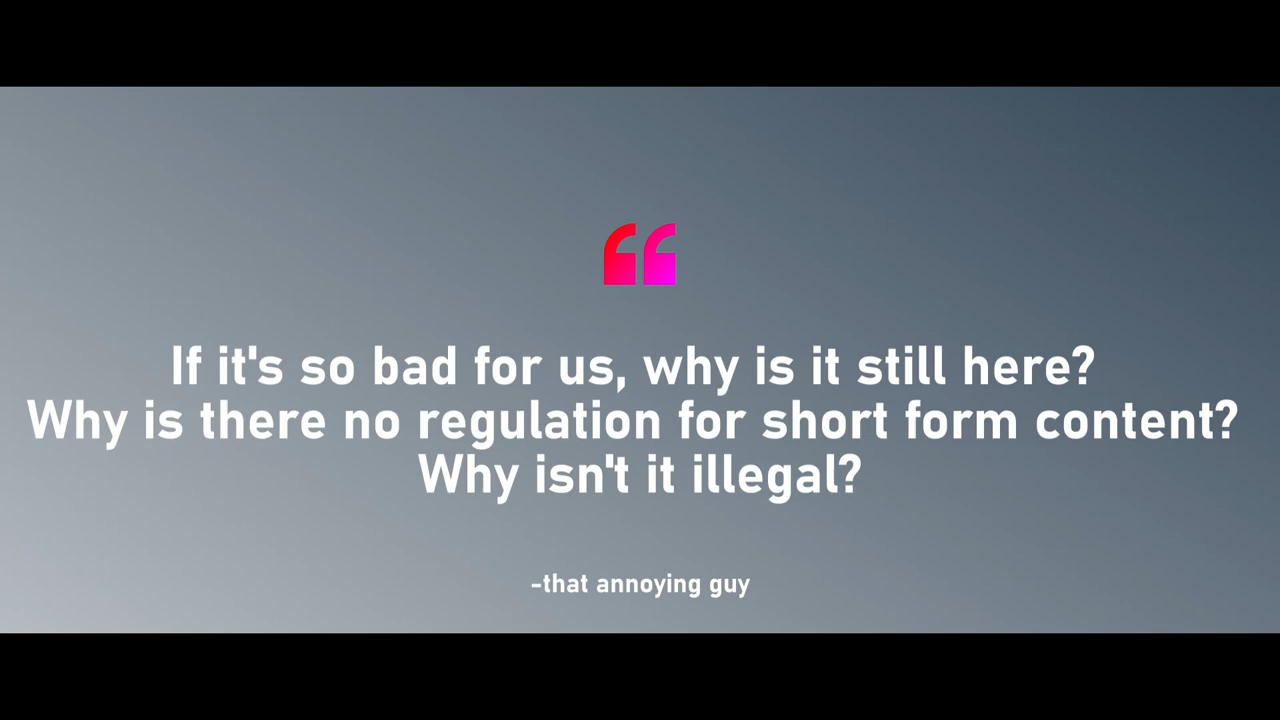 “
If it's so bad for us, why is it still here?
Why is there no regulation for short form content?
Why isn't it illegal?
-that annoying guy